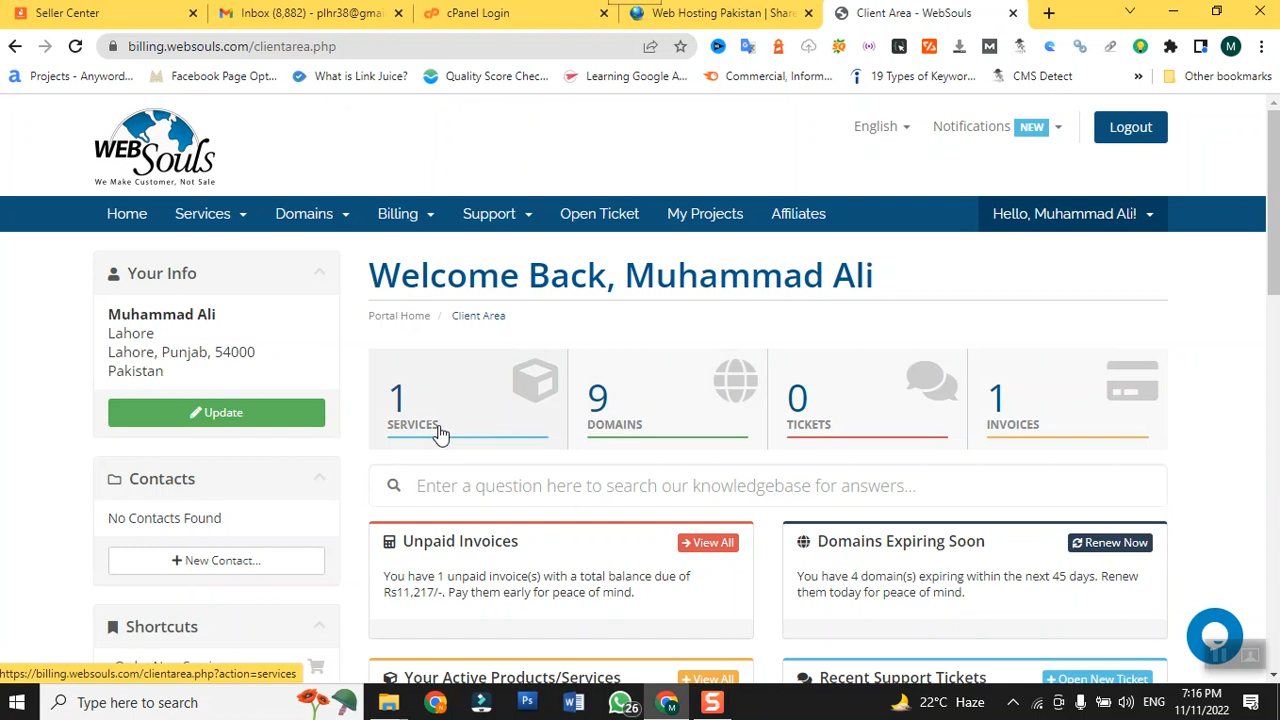 Seller Center
Inbox (8,882) - plhr38@gmai
cPanel Login
Web Hosting Pakistan | Share
Client Area - WebSouls
billing.websouls.com/clientarea.php
M
Projects - Anyword...
Facebook Page Opt...
What is Link Juice?
Quality Score Chec...
Learning Google A...
Commercial, Inform...
19 Types of Keywor...
CMS Detect
»
Other bookmarks
WEB Souls
We Make Customer, Not Sale
English
Notifications NEW
Logout
Home
Services
Domains
Billing
Support
Open Ticket
My Projects
Affiliates
Hello, Muhammad Ali!
Your Info
Muhammad Ali
Lahore
Lahore, Punjab, 54000
Pakistan
Update
Contacts
No Contacts Found
+ New Contact...
Shortcuts
Welcome Back, Muhammad Ali
Portal Home / Client Area
1
SERVICES
9
DOMAINS
0
TICKETS
1
INVOICES
Enter a question here to search our knowledgebase for answers...
Unpaid Invoices
View All
You have 1 unpaid invoice(s) with a total balance due of
Rs11,217/-. Pay them early for peace of mind.
Domains Expiring Soon
Renew Now
You have 4 domain(s) expiring within the next 45 days. Renew
them today for peace of mind.
Your Active Products/Services
View All
Recent Support Tickets
+ Open New Ticket
https://billing.websouls.com/clientarea.php?action=services
Type here to search
26
22°C Haze
ENG
7:16 PM
11/11/2022